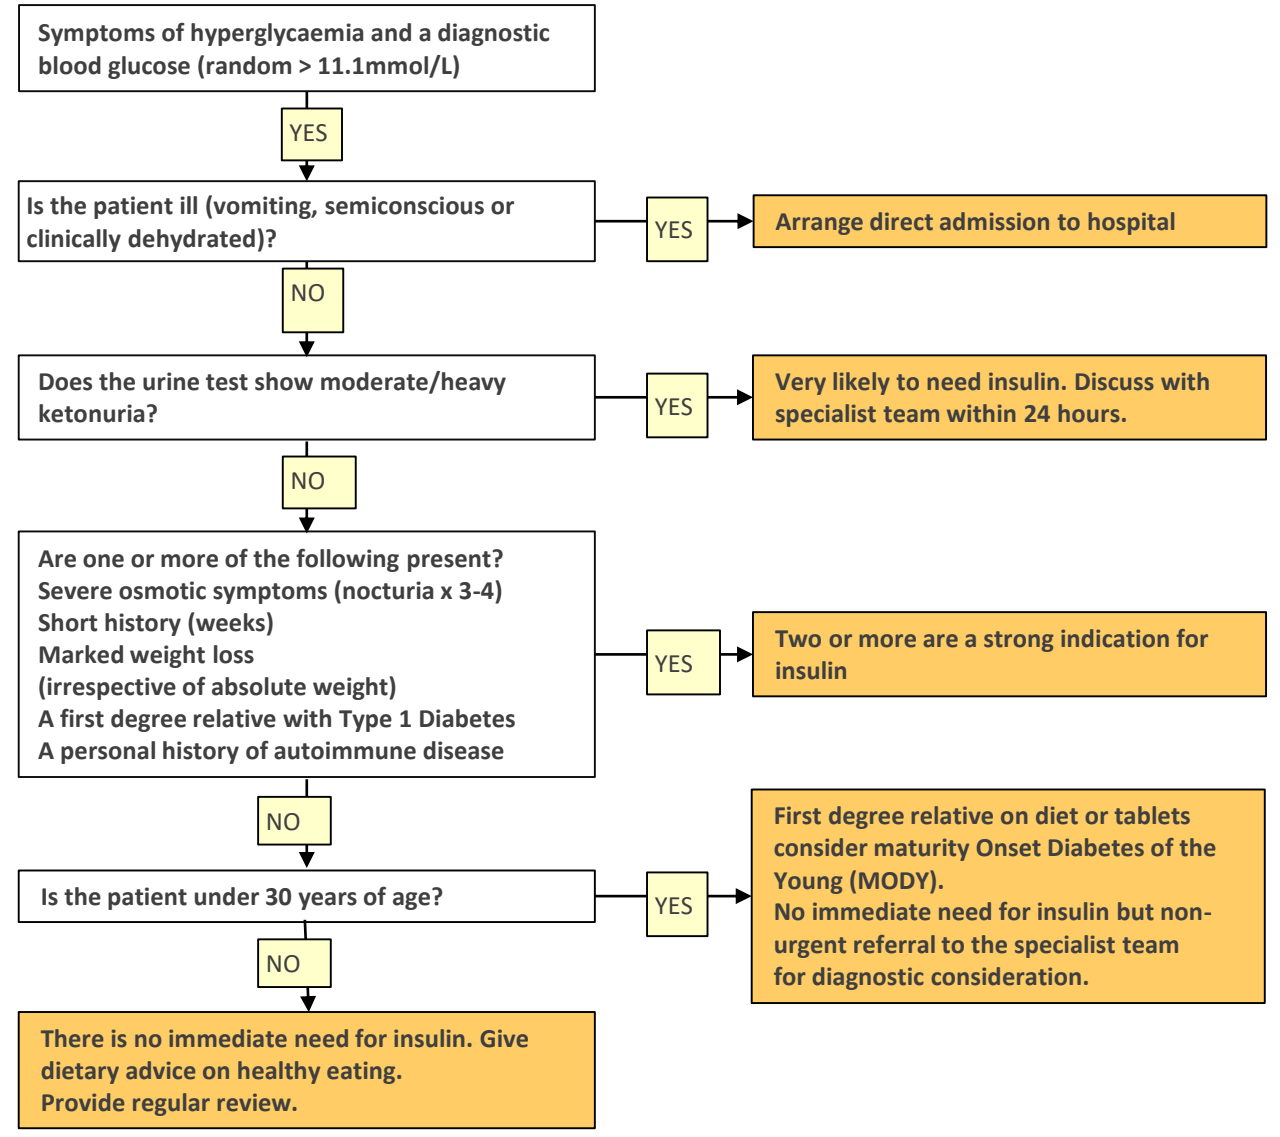 Symptoms of hyperglycaemia and a diagnostic
blood glucose (random > 11.1mmol/L)
YES
Is the patient ill (vomiting, semiconscious or
clinically dehydrated)?
YES
Arrange direct admission to hospital
NO
Does the urine test show moderate/heavy
ketonuria?
YES
Very likely to need insulin. Discuss with
specialist team within 24 hours.
NO
Are one or more of the following present?
Severe osmotic symptoms (nocturia x 3-4)
Short history (weeks)
Marked weight loss
(irrespective of absolute weight)
A first degree relative with Type 1 Diabetes
A personal history of autoimmune disease
YES
Two or more are a strong indication for
insulin
NO
Is the patient under 30 years of age?
YES
First degree relative on diet or tablets
consider maturity Onset Diabetes of the
Young (MODY).
No immediate need for insulin but non-
urgent referral to the specialist team
for diagnostic consideration.
NO
There is no immediate need for insulin. Give
dietary advice on healthy eating.
Provide regular review.